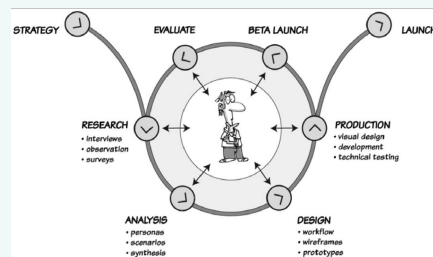 STRATEGY
EVALUATE
BETA LAUNCH
LAUNCH
RESEARCH
• interviews
• observation
• surveys
PRODUCTION
• visual design
• development
• technical testing
ANALYSIS
• personas
• scenarios
• synthesis
DESIGN
• workflow
• wireframes
• prototypes